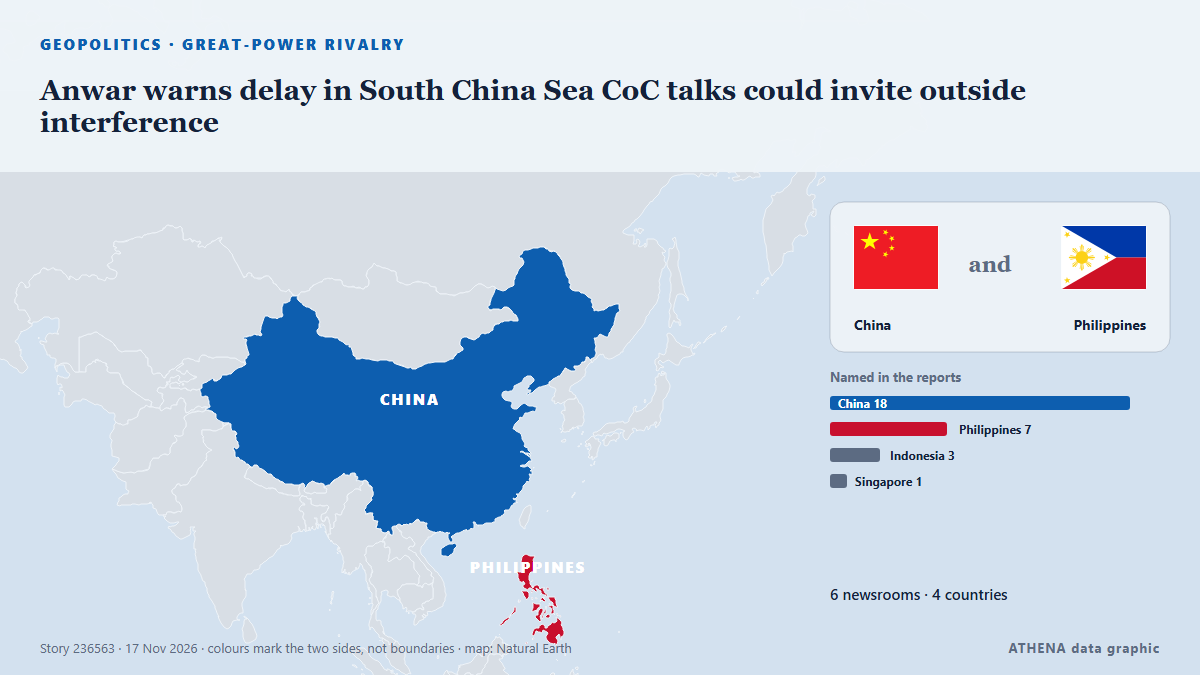 GEOPOLITICS · GREAT-POWER RIVALRY
Anwar warns delay in South China Sea CoC talks could invite outside
interference
and
China
Philippines
Named in the reports
China 18
Philippines 7
Indonesia 3
Singapore 1
CHINA
PHILIPPINES
6 newsrooms · 4 countries
Story 236563 · 17 Nov 2026 · colours mark the two sides, not boundaries · map: Natural Earth
ATHENA data graphic